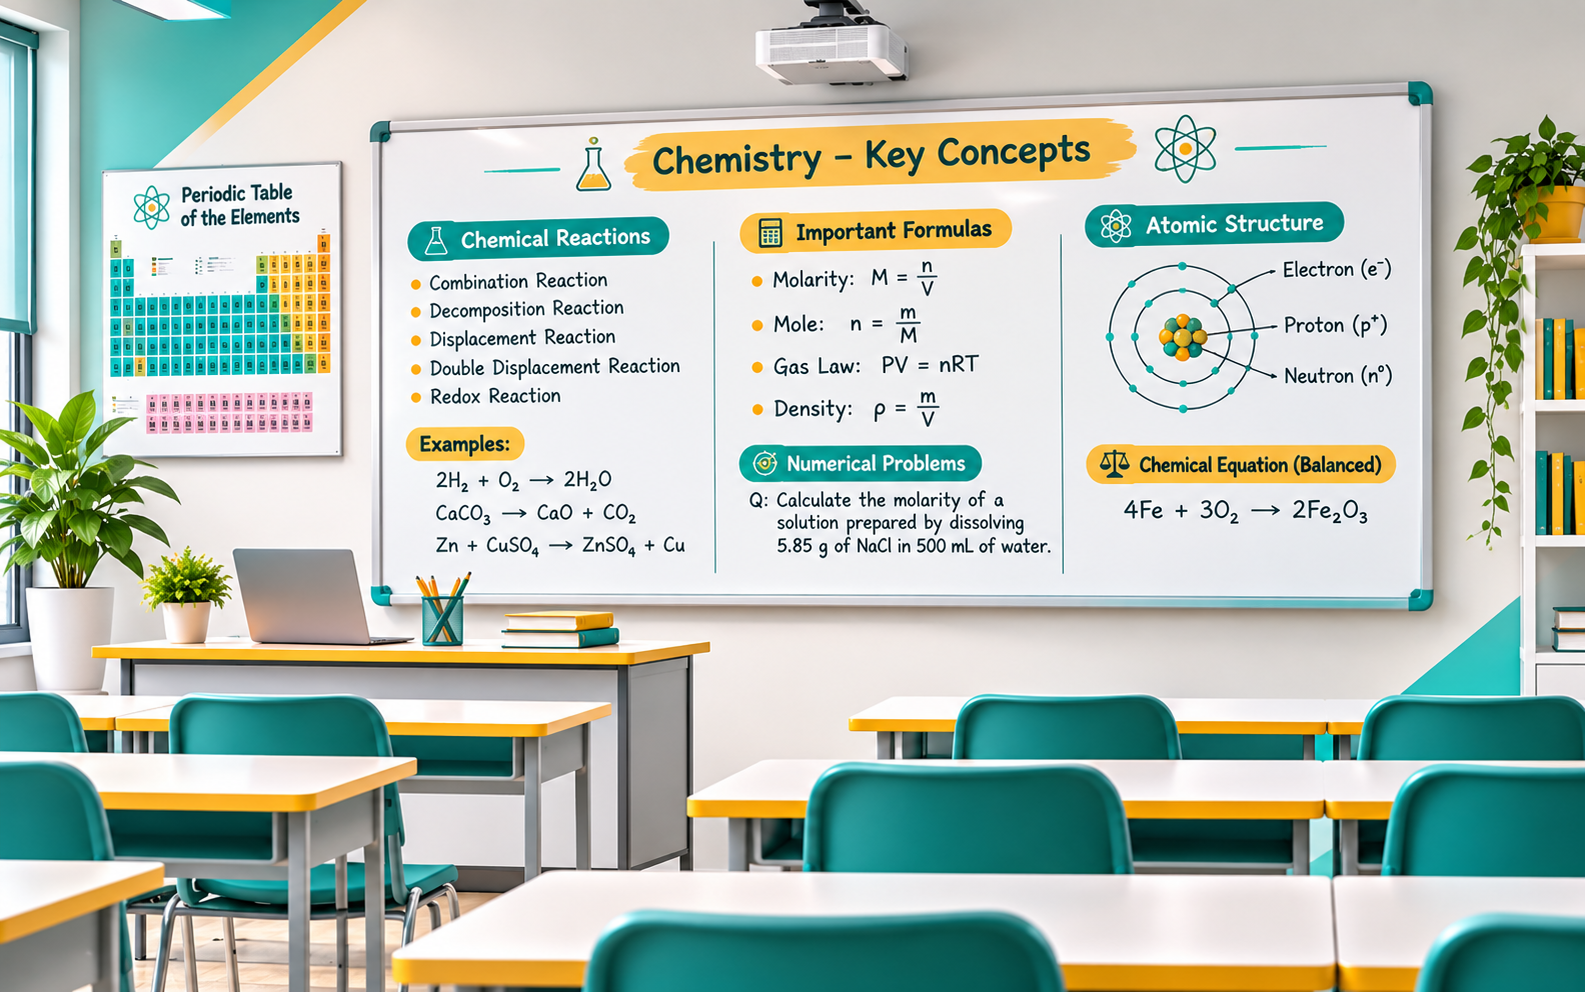 Periodic Table
of the Elements
Chemistry – Key Concepts
Chemical Reactions
Combination Reaction
Decomposition Reaction
Displacement Reaction
Double Displacement Reaction
Redox Reaction
Examples:
2H₂ + O₂ → 2H₂O
CaCO₃ → CaO + CO₂
Zn + CuSO₄ → ZnSO₄ + Cu
Important Formulas
Molarity: M = n/V
Mole: n = m/M
Gas Law: PV = nRT
Density: ρ = m/V
Numerical Problems
Q: Calculate the molarity of a
solution prepared by dissolving
5.85 g of NaCl in 500 mL of water.
Atomic Structure
Electron (e⁻)
Proton (p⁺)
Neutron (n⁰)
Chemical Equation (Balanced)
4Fe + 3O₂ → 2Fe₂O₃